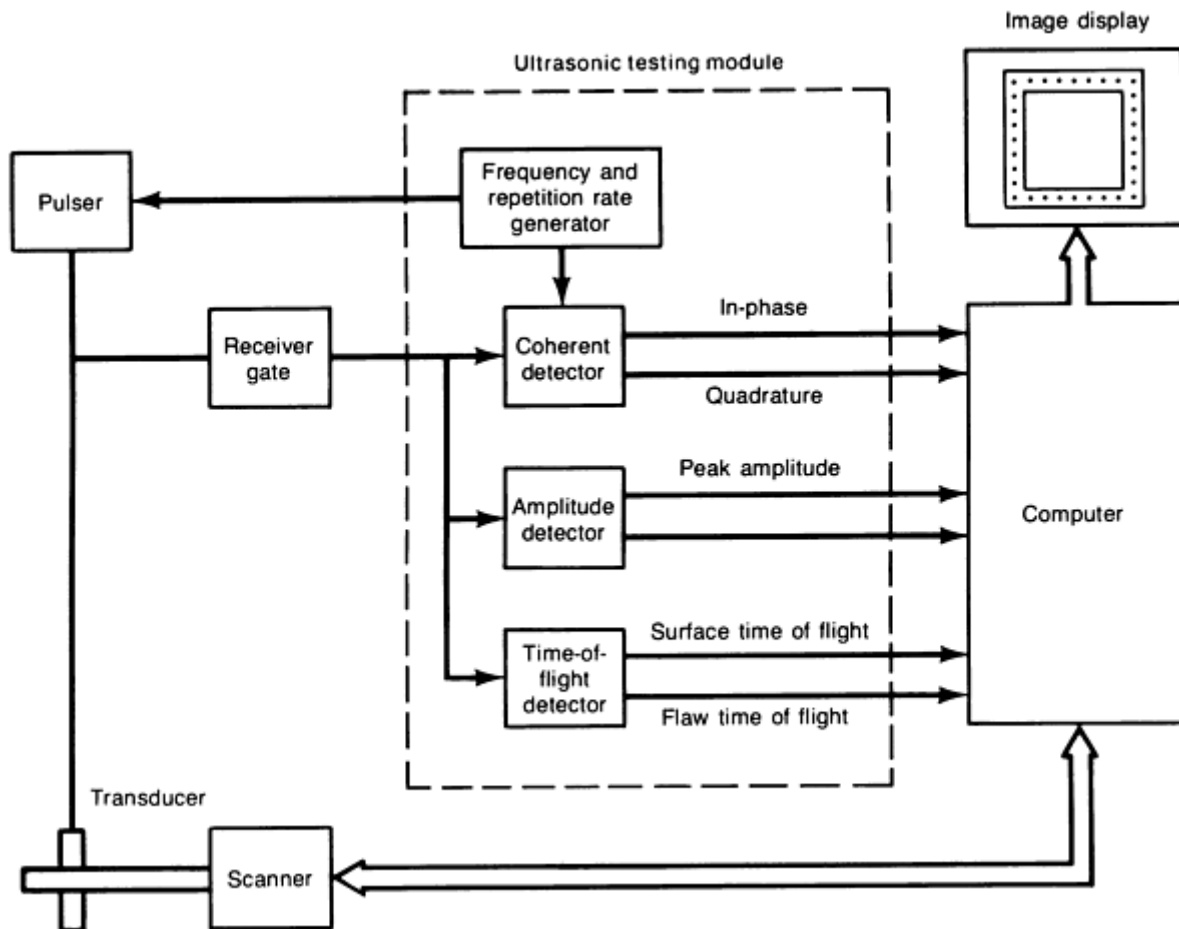 Image display
Ultrasonic testing module
Pulser
Frequency and
repetition rate
generator
Receiver
gate
Coherent
detector
In-phase
Quadrature
Amplitude
detector
Peak amplitude
Computer
Time-of-
flight
detector
Surface time of flight
Flaw time of flight
Transducer
Scanner